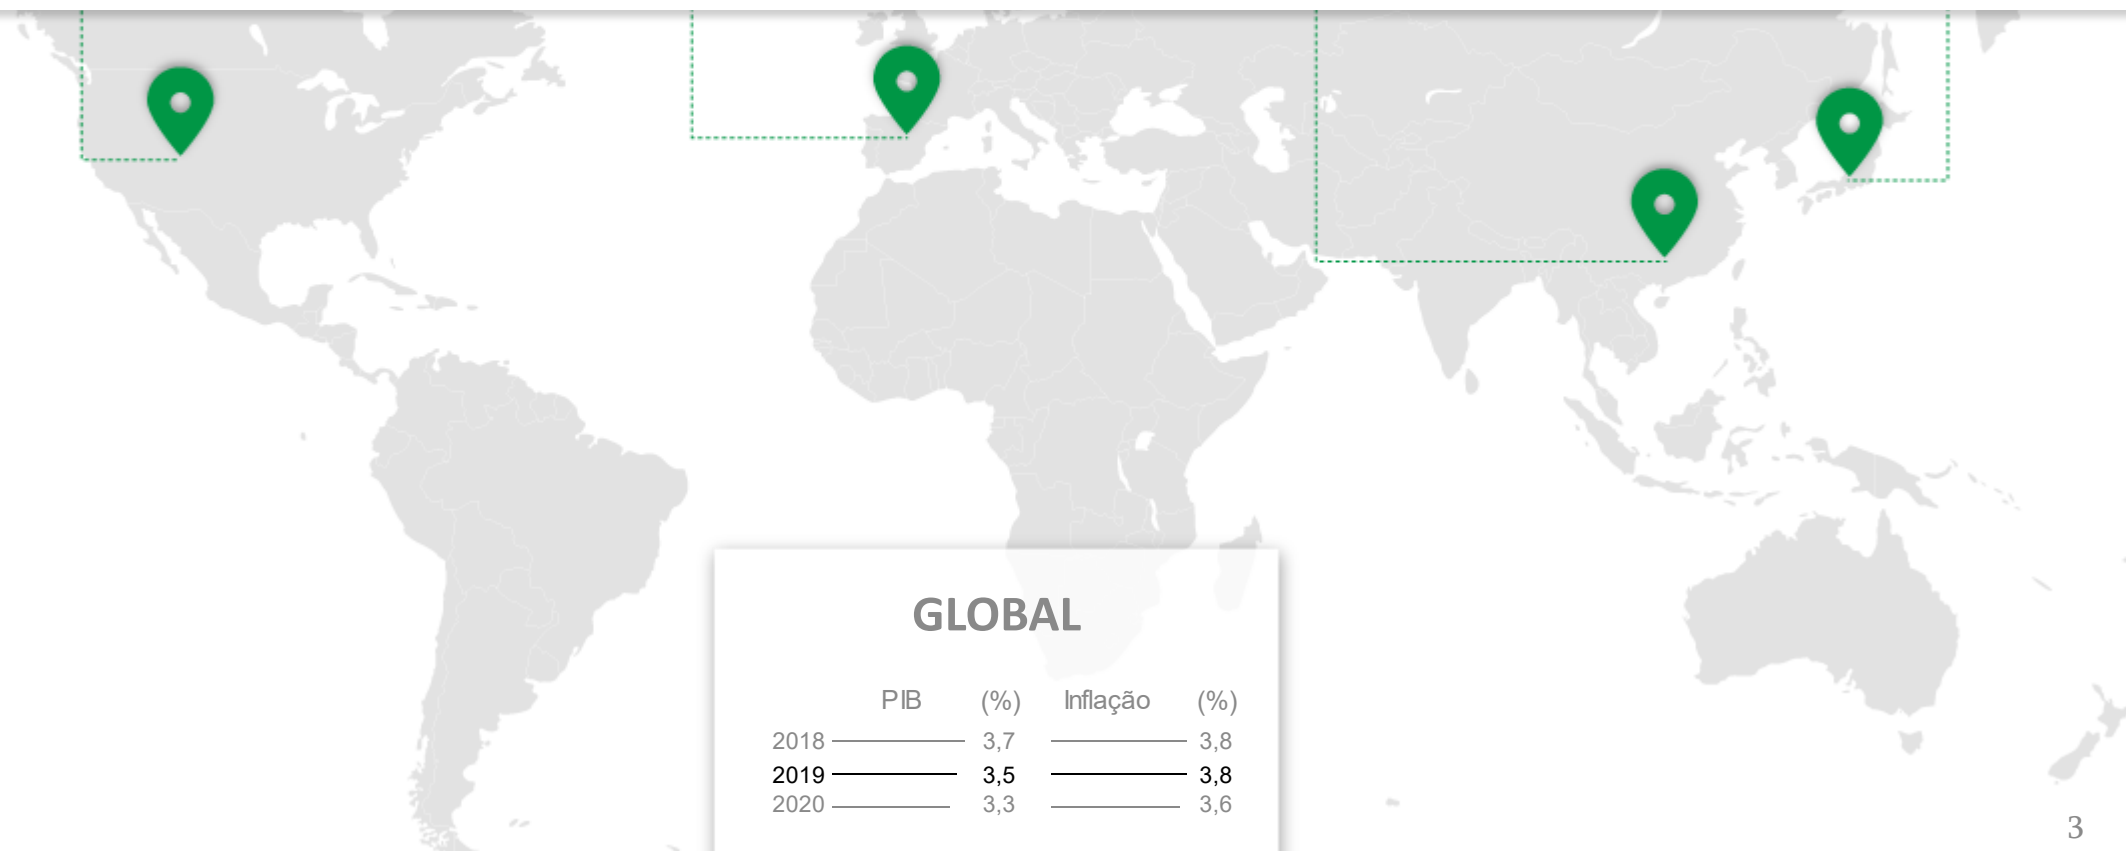 GLOBAL
PIB (%) Inflação (%)
2018 3,7 3,8
2019 3,5 3,8
2020 3,3 3,6
3